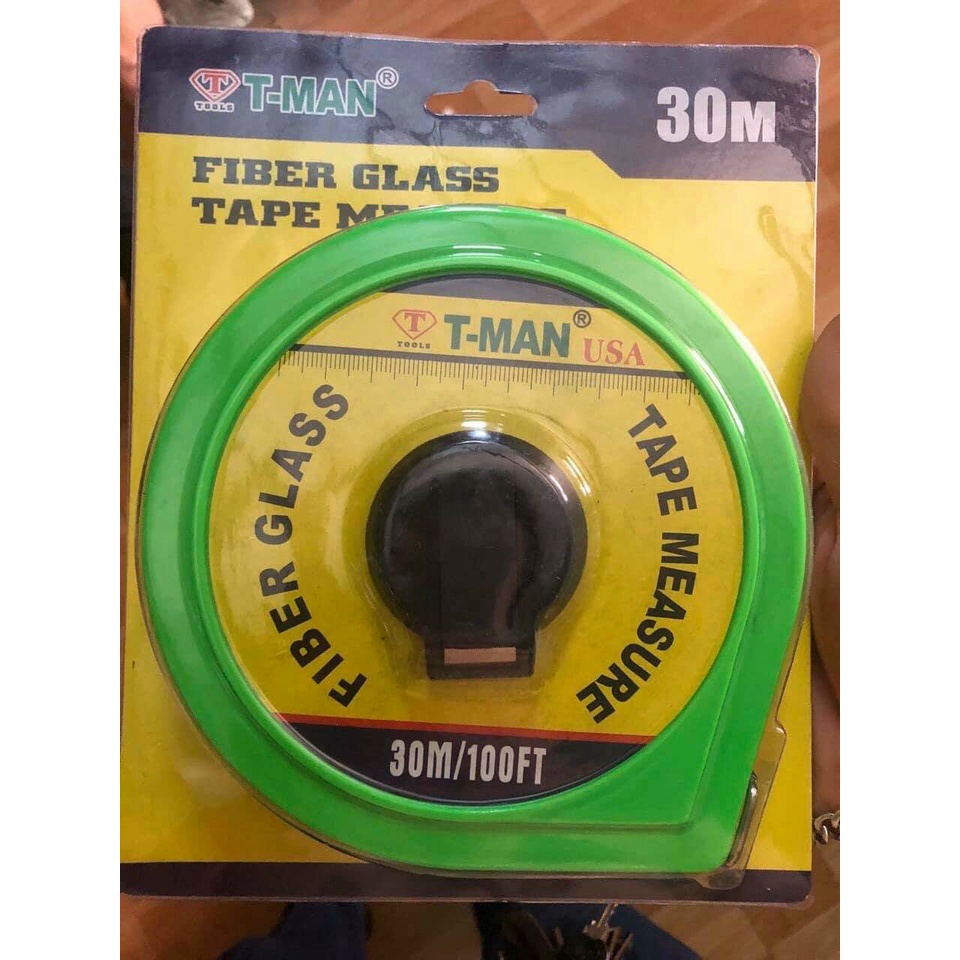 T TOOLS T-MAN®
30M
FIBER GLASS
TAPE
T TOOLS T-MAN® USA
FIBER GLASS
TAPE MEASURE
30M/100FT